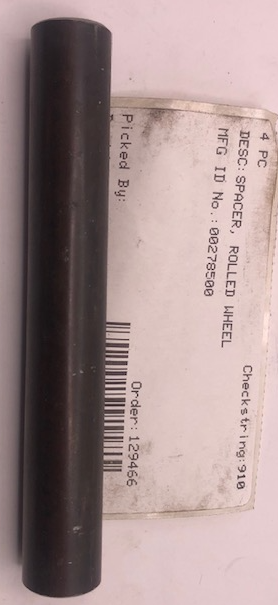 4 PC
DESC:SPACER, ROLLED WHEEL
MFG ID No.:00278500
Checkstring:910
Picked By:
Order: 129466